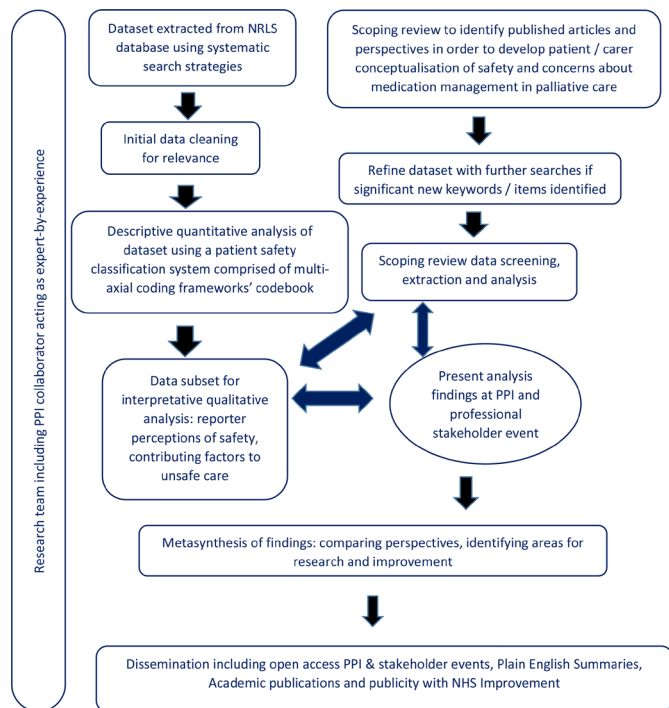 Research team including PPI collaborator acting as expert-by-experience
Dataset extracted from NRLS
database using systematic
search strategies
Initial data cleaning
for relevance
Descriptive quantitative analysis of
dataset using a patient safety
classification system comprised of multi-
axial coding frameworks’ codebook
Data subset for
interpretative qualitative
analysis: reporter
perceptions of safety,
contributing factors to
unsafe care
Scoping review to identify published articles and
perspectives in order to develop patient / carer
conceptualisation of safety and concerns about
medication management in palliative care
Refine dataset with further searches if
significant new keywords / items identified
Scoping review data screening,
extraction and analysis
Present analysis
findings at PPI and
professional
stakeholder event
Metasynthesis of findings: comparing perspectives, identifying areas for
research and improvement
Dissemination including open access PPI & stakeholder events, Plain English Summaries,
Academic publications and publicity with NHS Improvement